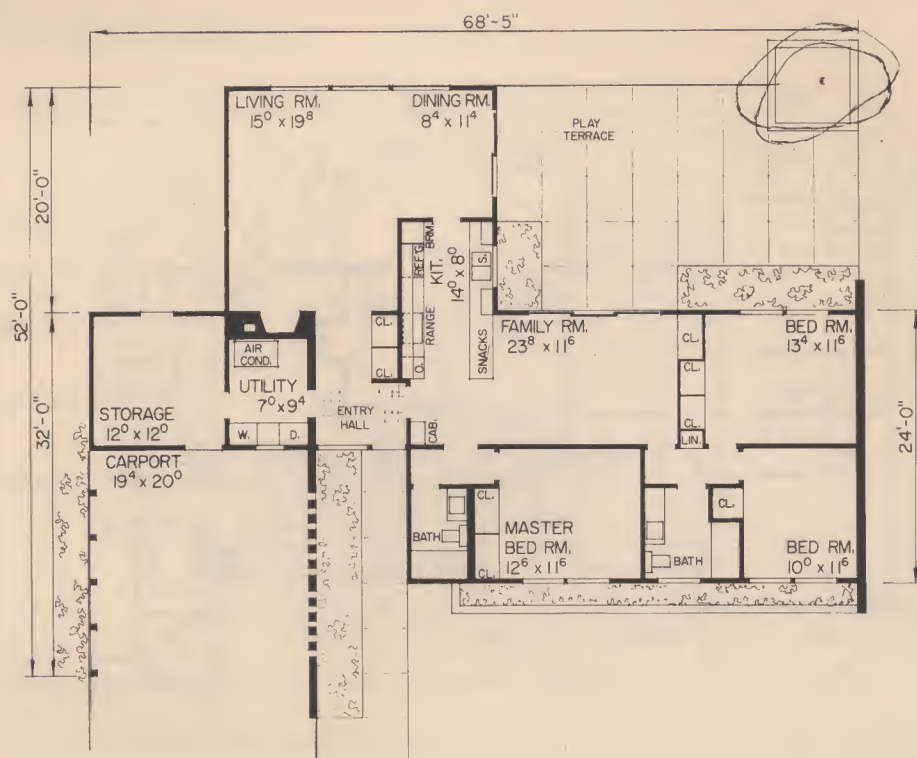 68'-5"
LIVING RM.
15⁰ x 19⁸
DINING RM.
8⁴ x 11⁴
PLAY
TERRACE
20'-0"
52'-0"
BRM.
REF'G.
KIT.
14⁰ x 8⁰
S.
RANGE
O.
SNACKS
CL.
CL.
FAMILY RM.
23⁸ x 11⁶
CL.
CL.
CL.
LIN.
BED RM.
13⁴ x 11⁶
AIR
COND.
UTILITY
7⁰ x 9⁴
W.
D.
STORAGE
12⁰ x 12⁰
ENTRY
HALL
CAB.
32'-0"
24'-0"
CARPORT
19⁴ x 20⁰
BATH
CL.
CL.
MASTER
BED RM.
12⁶ x 11⁶
BATH
CL.
BED RM.
10⁰ x 11⁶